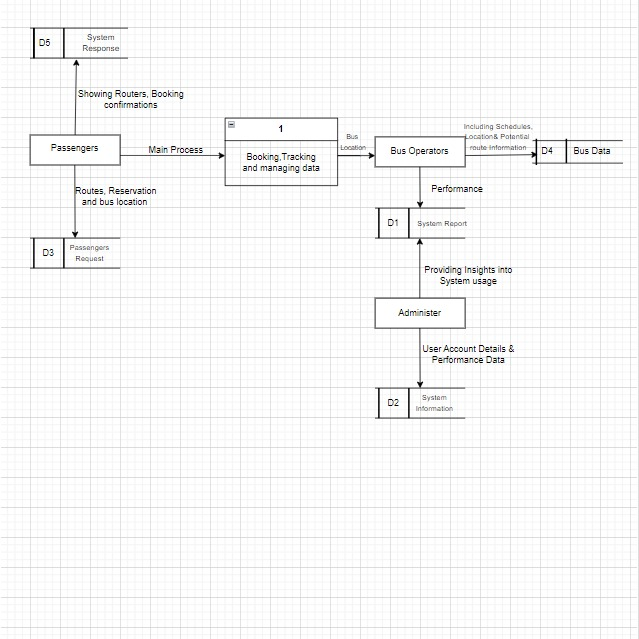 D5
System
Response
Showing Routers, Booking
confirmations
Passengers
Main Process
1
Booking,Tracking
and managing data
Bus
Location
Bus Operators
Including Schedules,
Location& Potential
route Information
D4
Bus Data
Routes, Reservation
and bus location
Performance
D3
Passengers
Request
D1
System Report
Providing Insights into
System usage
Administer
User Account Details &
Performance Data
D2
System
Information